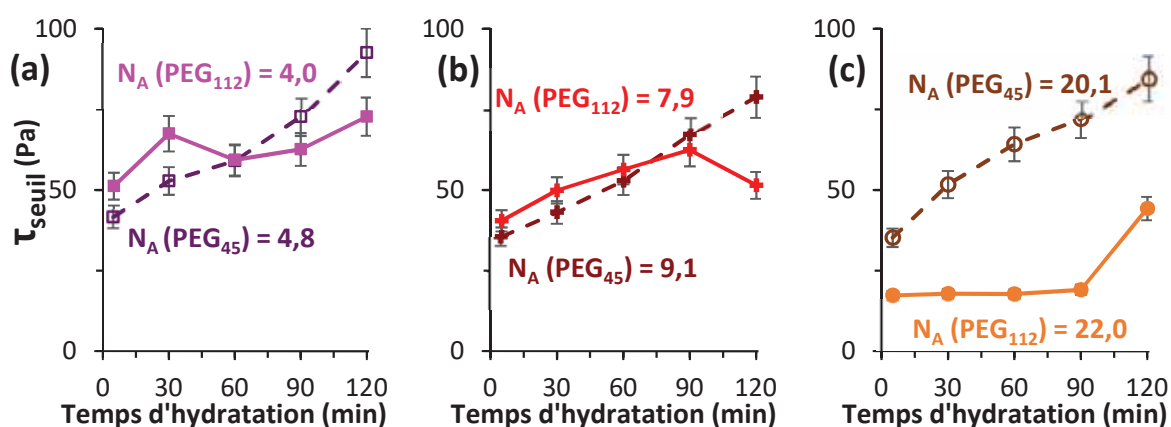 100
(a)
N_A (PEG_112) = 4,0
50
N_A (PEG_45) = 4,8
0
τ_seuil (Pa)
0 30 60 90 120
Temps d'hydratation (min)
100
(b)
N_A (PEG_112) = 7,9
50
N_A (PEG_45) = 9,1
0
0 30 60 90 120
Temps d'hydratation (min)
100
(c)
N_A (PEG_45) = 20,1
50
N_A (PEG_112) = 22,0
0
0 30 60 90 120
Temps d'hydratation (min)